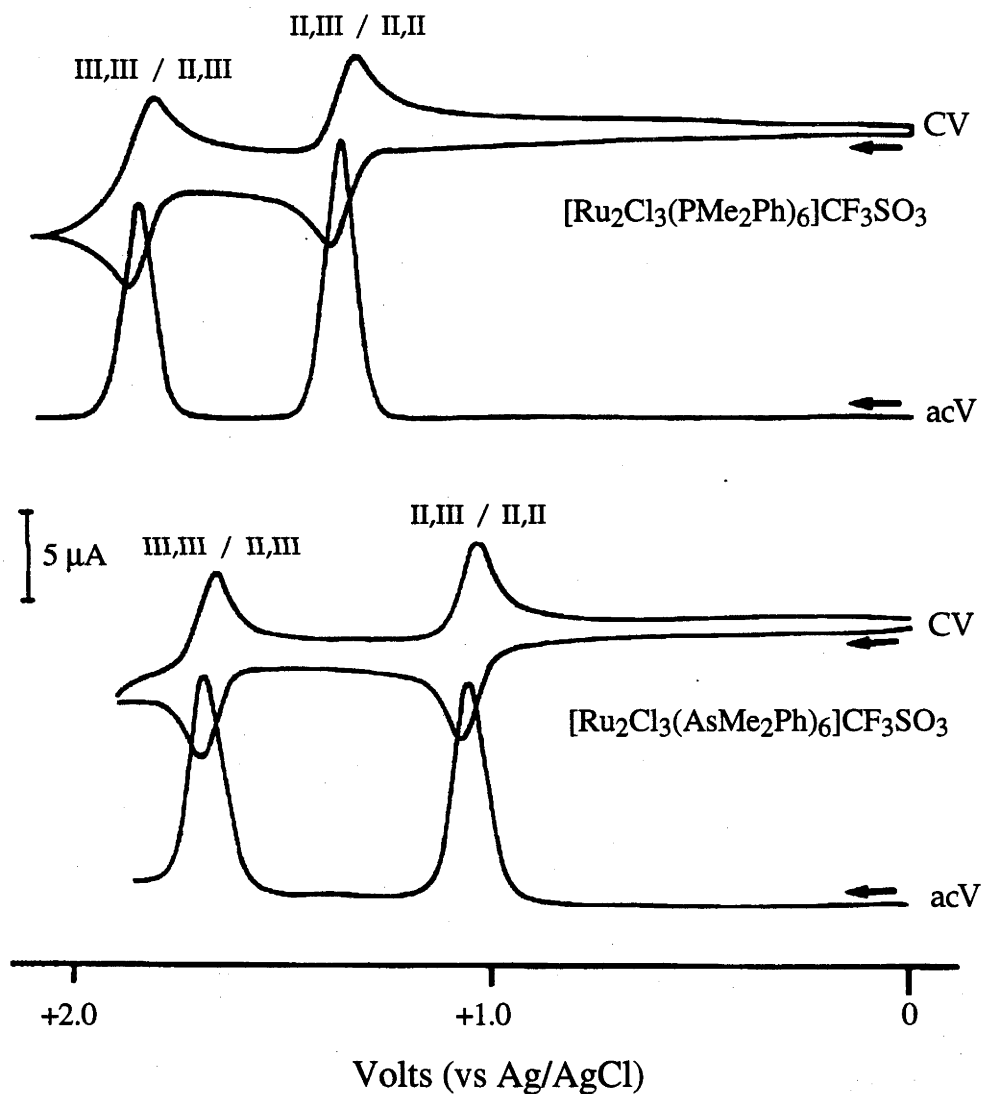 II,III / II,II
III,III / II,III
CV
[Ru2Cl3(PMe2Ph)6]CF3SO3
acV
II,III / II,II
III,III / II,III
5 μA
CV
[Ru2Cl3(AsMe2Ph)6]CF3SO3
acV
+2.0 +1.0 0
Volts (vs Ag/AgCl)